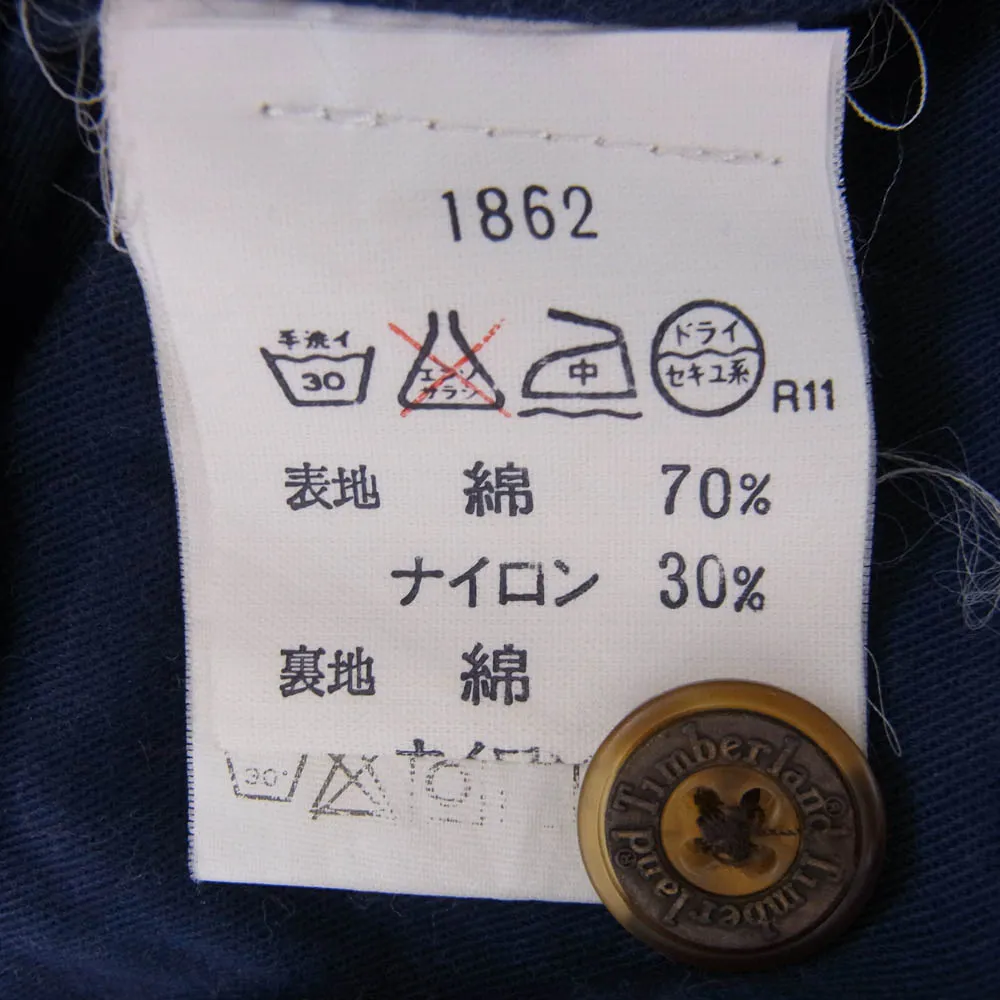 1862
手洗イ
30
エンソ
サラシ
中
ドライ
セキユ系
R11
表地 綿 70%
ナイロン 30%
裏地 綿
30°
Timberland® Timberland®